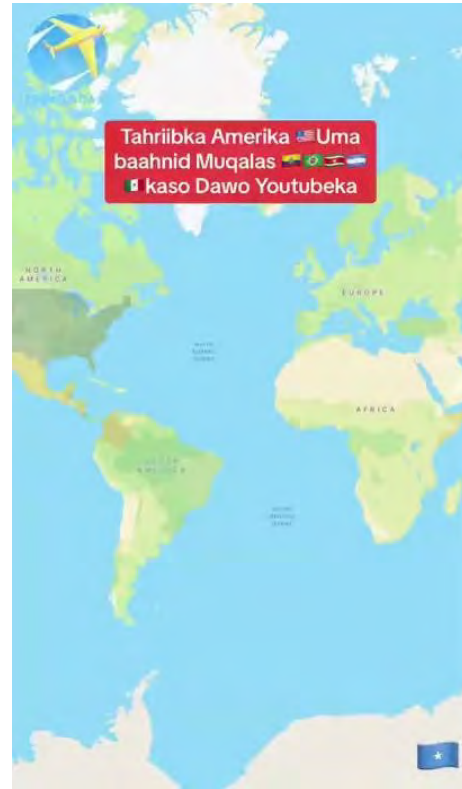 Tahriibka Amerika 🇺🇸Uma
baahnid Muqalas 🇪🇨🇧🇷🇸🇷🇭🇳
🇲🇽kaso Dawo Youtubeka
NORTH
AMERICA
EUROPE
AFRICA
SOUTH
AMERICA